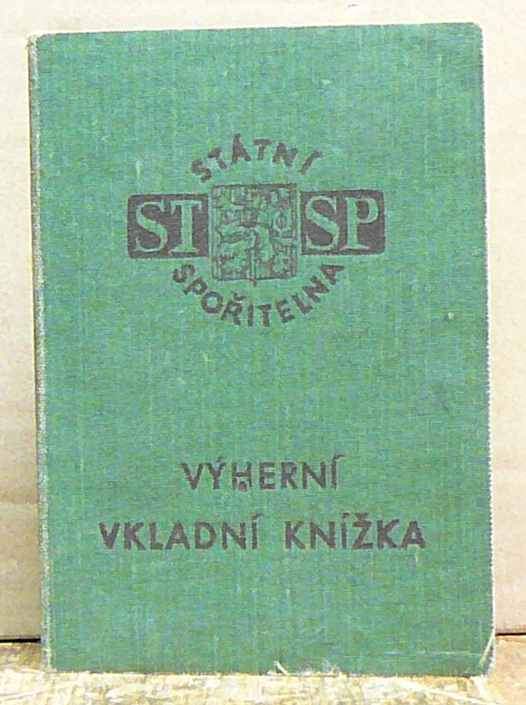 STÁTNÍ
ST SP
SPOŘITELNA
VÝHERNÍ
VKLADNÍ KNÍŽKA